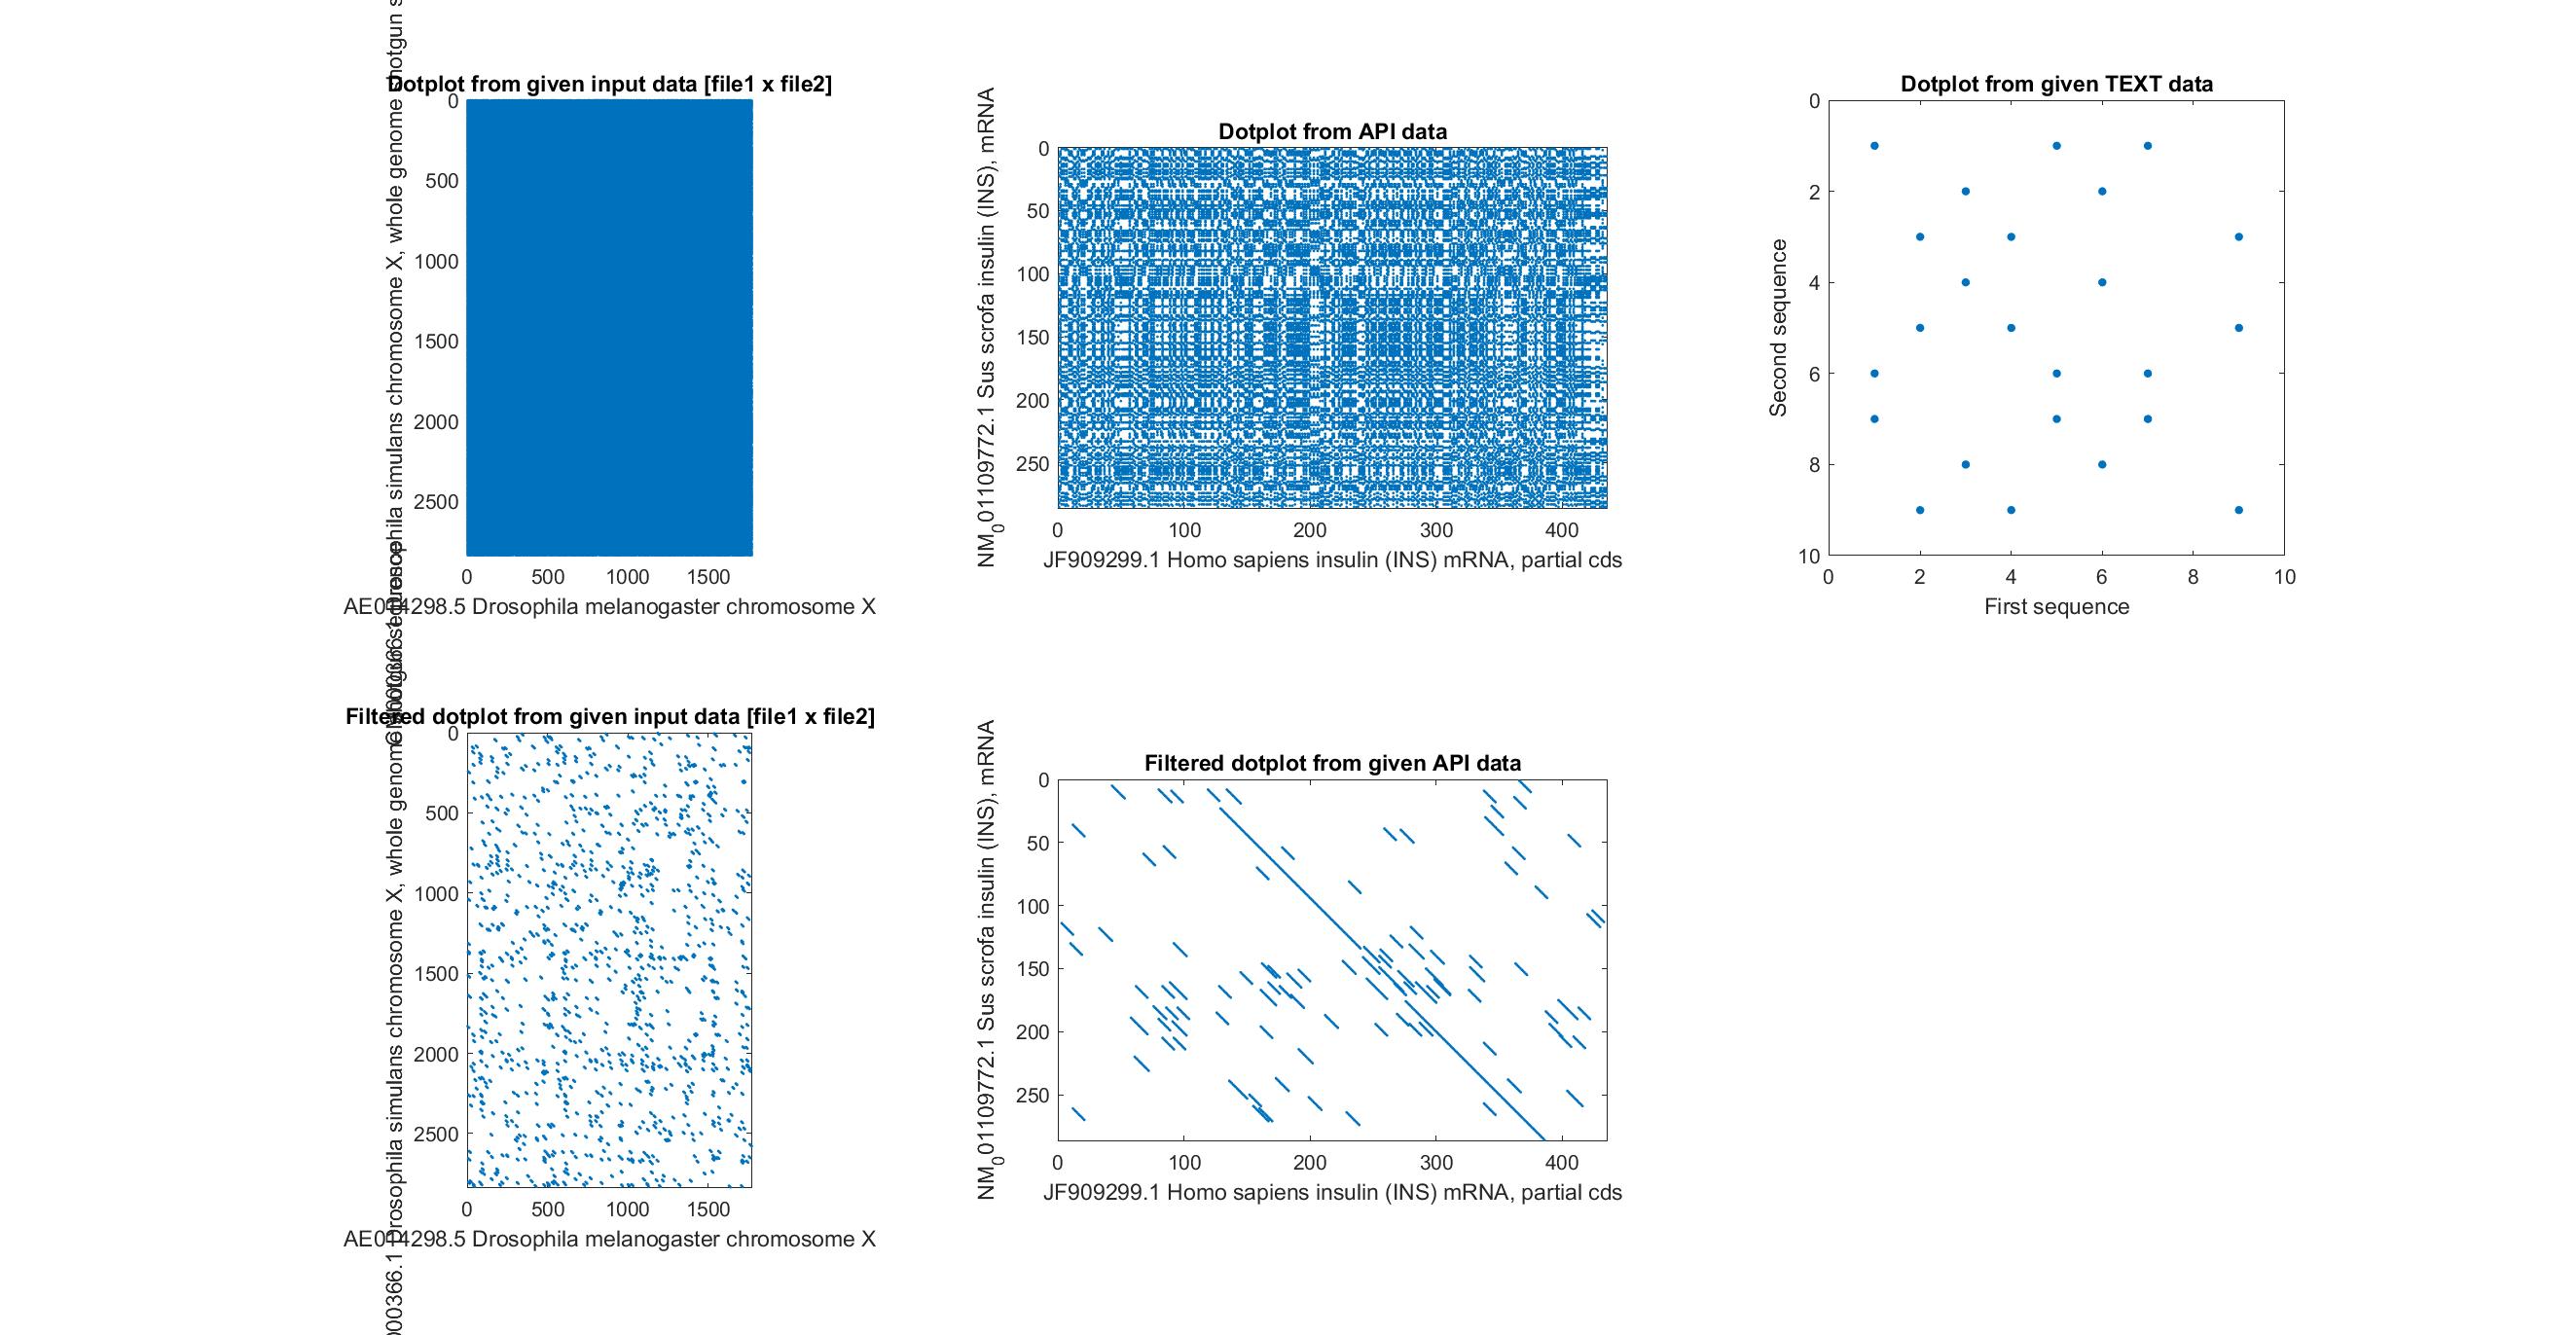 Dotplot from given input data [file1 x file2]
0
500
1000
1500
2000
2500
0 500 1000 1500
AE014298.5 Drosophila melanogaster chromosome X
simulans chromosome X, whole genome
Dotplot from API data
0
50
100
150
200
250
0 100 200 300 400
JF909299.1 Homo sapiens insulin (INS) mRNA, partial cds
NM_001109772.1 Sus scrofa insulin (INS), mRNA
Dotplot from given TEXT data
0
2
4
6
8
10
0 2 4 6 8 10
First sequence
Second sequence
Filtered dotplot from given input data [file1 x file2]
0
500
1000
1500
2000
2500
0 500 1000 1500
AE014298.5 Drosophila melanogaster chromosome X
000366.1 Drosophila simulans chromosome X, whole genome
Filtered dotplot from given API data
0
50
100
150
200
250
0 100 200 300 400
JF909299.1 Homo sapiens insulin (INS) mRNA, partial cds
NM_001109772.1 Sus scrofa insulin (INS), mRNA